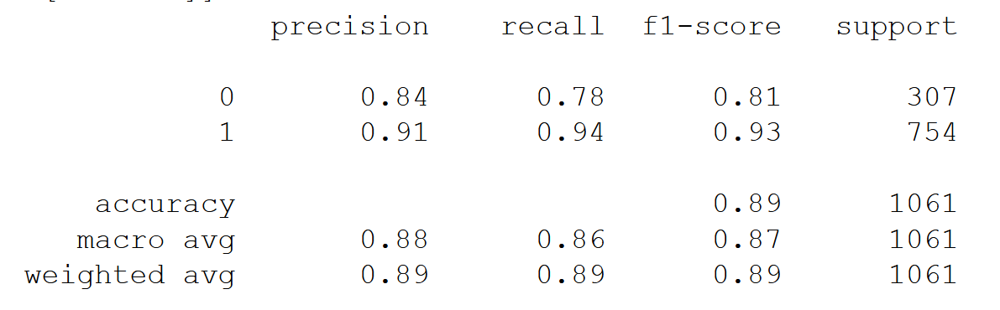 precision recall f1-score support
0 0.84 0.78 0.81 307
1 0.91 0.94 0.93 754
accuracy 0.89 1061
macro avg 0.88 0.86 0.87 1061
weighted avg 0.89 0.89 0.89 1061